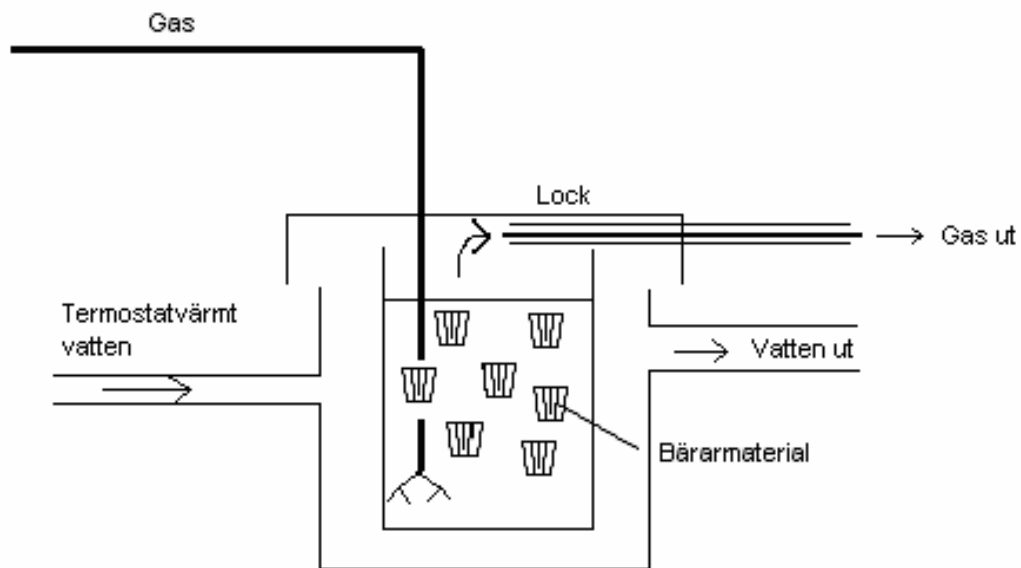 Gas
Lock
Gas ut
Termostatvärmt
vatten
Vatten ut
Bärarmaterial